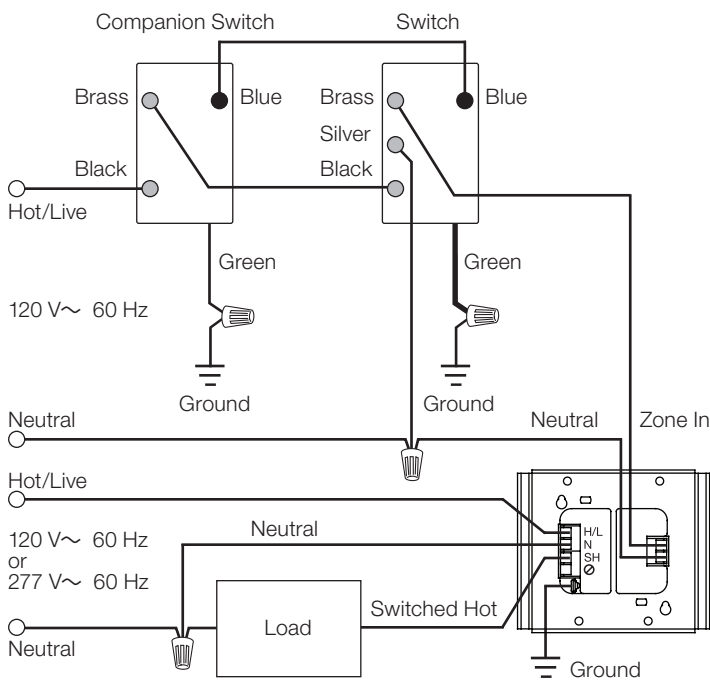 Companion Switch
Switch
Brass
Blue
Brass
Blue
Silver
Black
Black
Hot/Live
Green
Green
120 V~ 60 Hz
Ground
Ground
Neutral
Neutral
Zone In
Hot/Live
H/L
N
SH
Neutral
120 V~ 60 Hz
or
277 V~ 60 Hz
Load
Switched Hot
Neutral
Ground